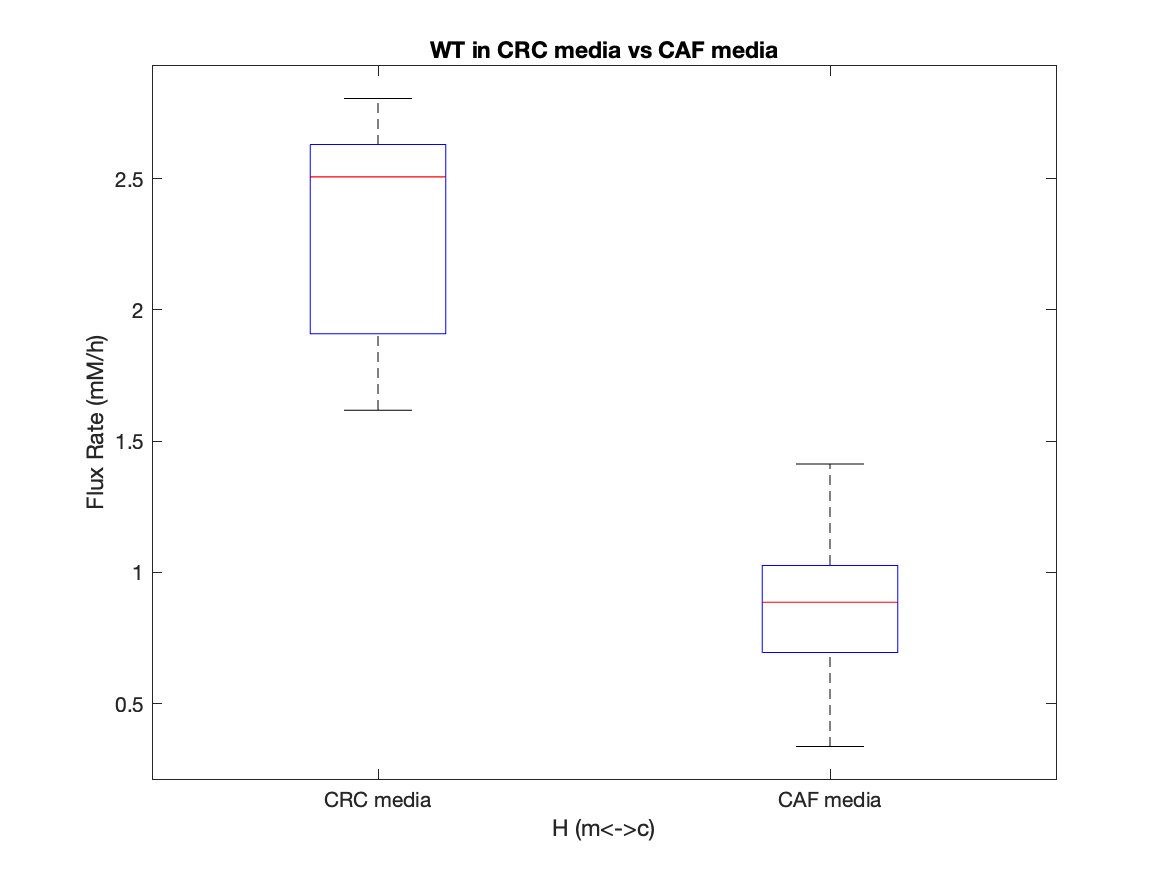 WT in CRC media vs CAF media
Flux Rate (mM/h)
2.5
2
1.5
1
0.5
CRC media
CAF media
H (m<->c)